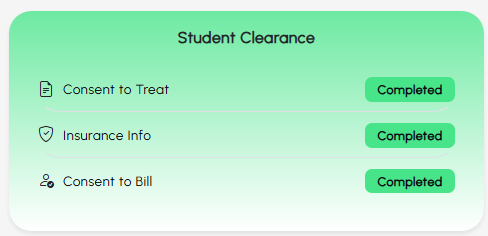 Student Clearance
Consent to Treat Completed
Insurance Info Completed
Consent to Bill Completed